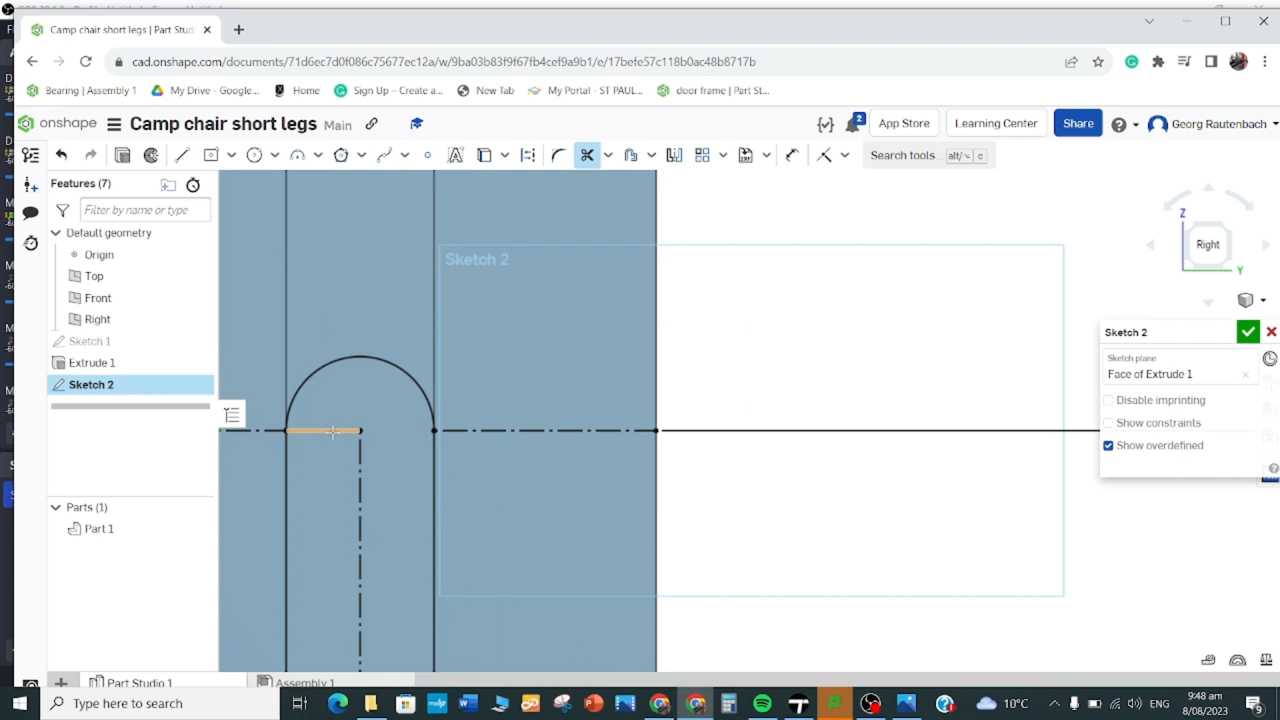 Camp chair short legs | Part Stud
cad.onshape.com/documents/71d6ec7d0f086c75677ec12a/w/9ba03b83f9f67fb4cef9a9b1/e/17befe57c118b0ac48b8717b
Bearing | Assembly 1
My Drive - Google...
Home
Sign Up – Create a...
New Tab
My Portal - ST PAUL...
door frame | Part St...
onshape
Camp chair short legs
Main
2
App Store
Learning Center
Share
Georg Rautenbach
Search tools...
alt/⌥
c
Features (7)
Filter by name or type
Default geometry
Origin
Top
Front
Right
Sketch 1
Extrude 1
Sketch 2
Parts (1)
Part 1
Sketch 2
Z
Right
Y
Sketch 2
Sketch plane
Face of Extrude 1
Disable imprinting
Show constraints
Show overdefined
Part Studio 1
Assembly 1
Type here to search
10°C
ENG
9:48 am
8/08/2023